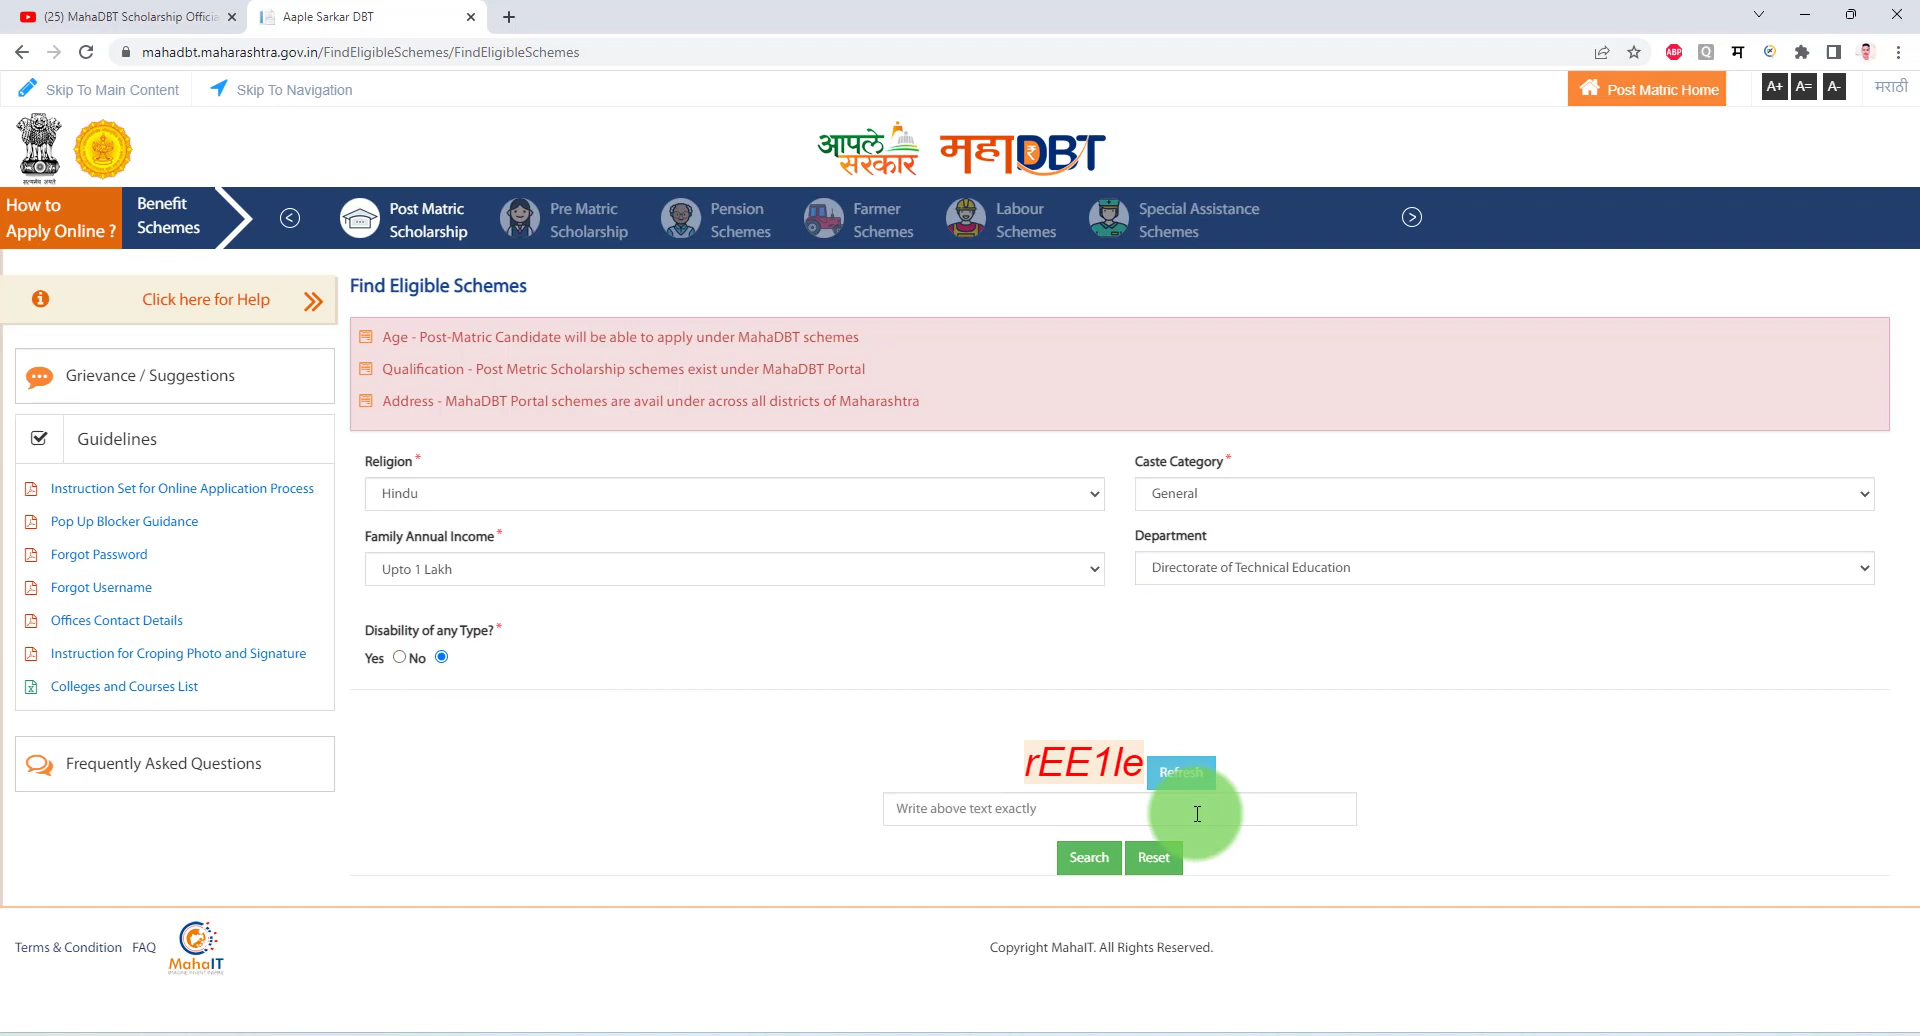 (25) MahaDBT Scholarship Officia
Aaple Sarkar DBT
mahadbt.maharashtra.gov.in/FindEligibleSchemes/FindEligibleSchemes
ABP
Q
म
Skip To Main Content
Skip To Navigation
Post Matric Home
A+ A= A-
मराठी
सत्यमेव जयते
आपले
सरकार
महाDBT
How to
Apply Online ?
Benefit
Schemes
Post Matric
Scholarship
Pre Matric
Scholarship
Pension
Schemes
Farmer
Schemes
Labour
Schemes
Special Assistance
Schemes
Click here for Help
Grievance / Suggestions
Guidelines
Instruction Set for Online Application Process
Pop Up Blocker Guidance
Forgot Password
Forgot Username
Offices Contact Details
Instruction for Croping Photo and Signature
Colleges and Courses List
Frequently Asked Questions
Find Eligible Schemes
Age - Post-Matric Candidate will be able to apply under MahaDBT schemes
Qualification - Post Metric Scholarship schemes exist under MahaDBT Portal
Address - MahaDBT Portal schemes are avail under across all districts of Maharashtra
Religion *
Hindu
Caste Category *
General
Family Annual Income *
Upto 1 Lakh
Department
Directorate of Technical Education
Disability of any Type? *
Yes No
rEE1le
Refresh
Write above text exactly
Search
Reset
Terms & Condition FAQ
MahaIT
Copyright MahaIT. All Rights Reserved.